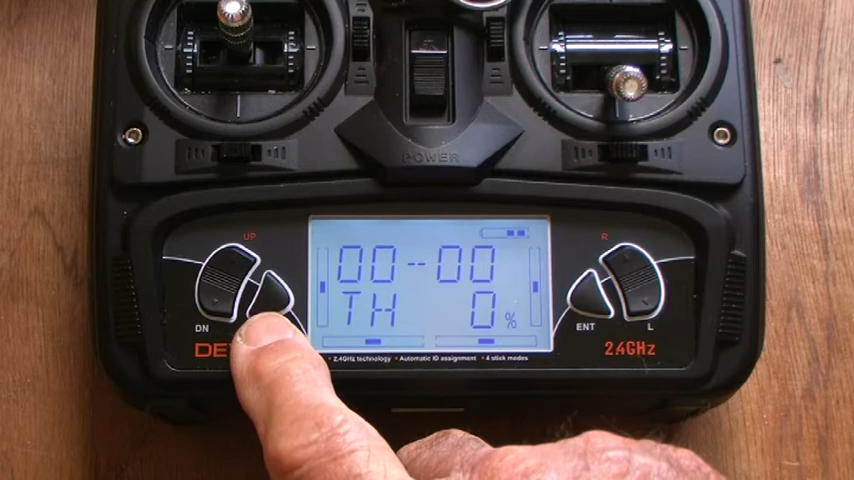 POWER
UP
R
00--00
TH 0%
DN
ENT
L
2.4GHz
2.4GHz technology • Automatic ID assignment • 4 stick modes